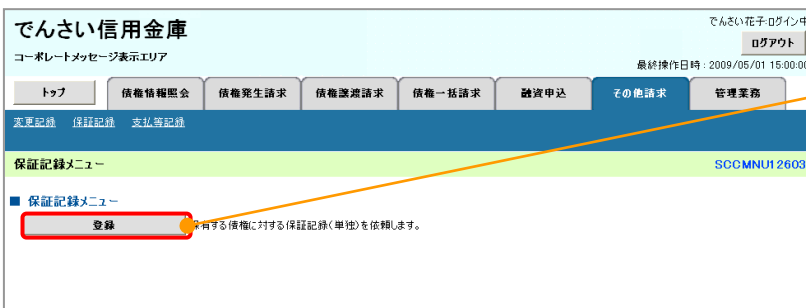 でんさい信用金庫
でんさい花子:ログイン中
コーポレートメッセージ表示エリア
ログアウト
最終操作日時:2009/05/01 15:00:00
トップ 債権情報照会 債権発生請求 債権譲渡請求 債権一括請求 融資申込 その他請求 管理業務
変更記録 保証記録 支払等記録
保証記録メニュー SCCMNU12603
■ 保証記録メニュー
登録 保有する債権に対する保証記録(単独)を依頼します。